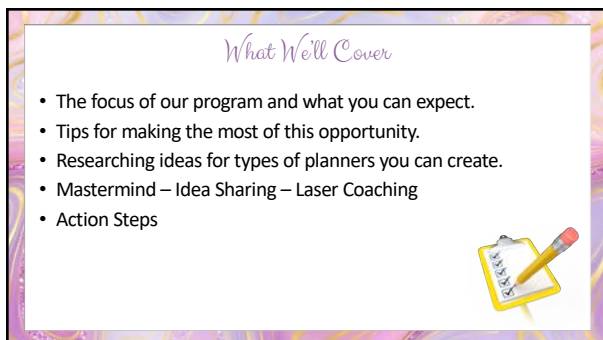 What We'll Cover
• The focus of our program and what you can expect.
• Tips for making the most of this opportunity.
• Researching ideas for types of planners you can create.
• Mastermind – Idea Sharing – Laser Coaching
• Action Steps